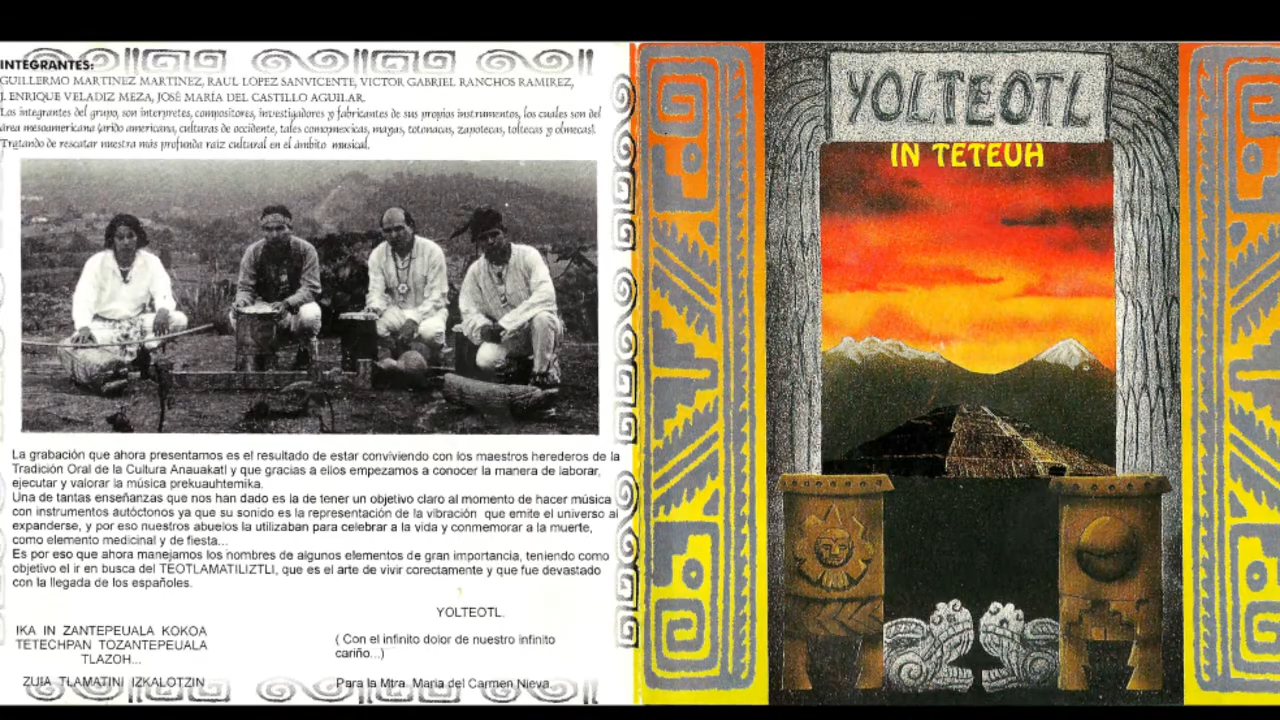 INTEGRANTES:
GUILLERMO MARTINEZ MARTINEZ, RAUL LOPEZ SANVICENTE, VICTOR GABRIEL RANCHOS RAMIREZ,
J. ENRIQUE VELADIZ MEZA, JOSÉ MARÍA DEL CASTILLO AGUILAR.
Los integrantes del grupo, son interpretes, compositores, investigadores y fabricantes de sus propios instrumentos, los cuales son del
área mesoamericana (arido americana, culturas de occidente, tales comomexicas, mayas, totonacas, zapotecas, toltecas y olmecas).
Tratando de rescatar nuestra más profunda raíz cultural en el ámbito musical.
La grabación que ahora presentamos es el resultado de estar conviviendo con los maestros herederos de la
Tradición Oral de la Cultura Anauakatl y que gracias a ellos empezamos a conocer la manera de laborar,
ejecutar y valorar la música prekuauhtemika.
Una de tantas enseñanzas que nos han dado es la de tener un objetivo claro al momento de hacer música
con instrumentos autóctonos ya que su sonido es la representación de la vibración que emite el universo al
expanderse, y por eso nuestros abuelos la utilizaban para celebrar a la vida y conmemorar a la muerte,
como elemento medicinal y de fiesta...
Es por eso que ahora manejamos los nombres de algunos elementos de gran importancia, teniendo como
objetivo el ir en busca del TEOTLAMATILIZTLI, que es el arte de vivir corectamente y que fue devastado
con la llegada de los españoles.
YOLTEOTL.
IKA IN ZANTEPEUALA KOKOA
TETECHPAN TOZANTEPEUALA
TLAZOH...
ZUIA TLAMATINI IZKALOTZIN
( Con el infinito dolor de nuestro infinito
cariño...)
Para la Mtra. Maria del Carmen Nieva.
YOLTEOTL
IN TETEUH